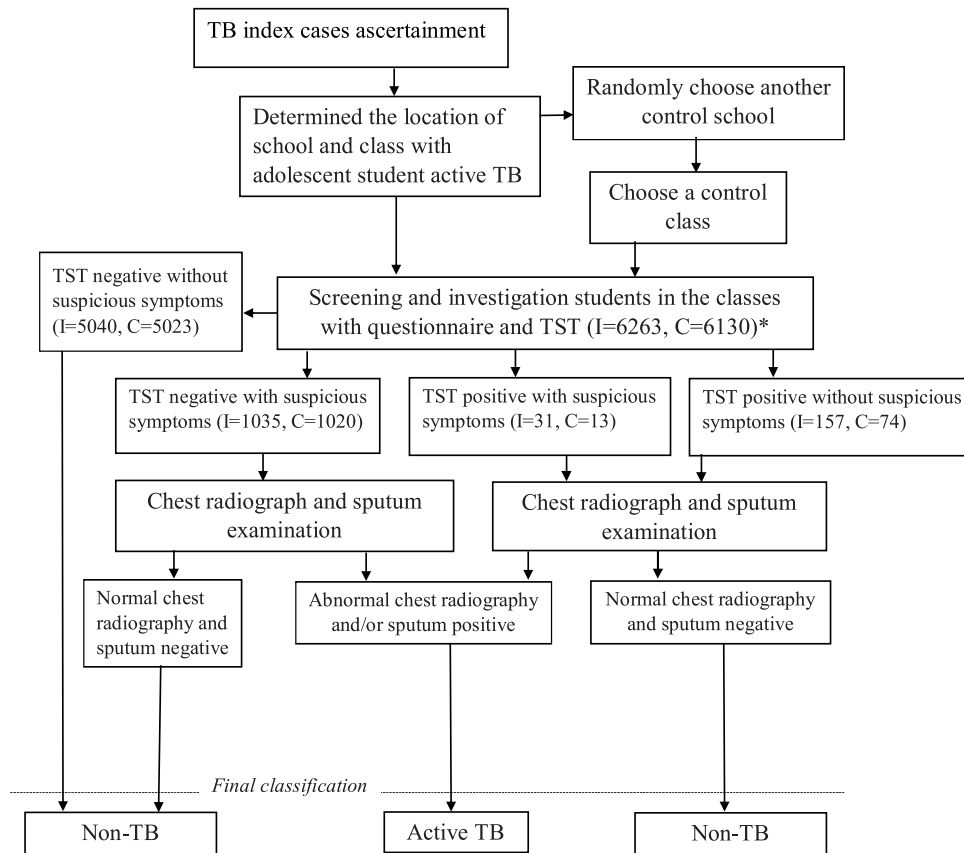 TB index cases ascertainment
Randomly choose another
control school
Determined the location of
school and class with
adolescent student active TB
Choose a control
class
TST negative without
suspicious symptoms
(I=5040, C=5023)
Screening and investigation students in the classes
with questionnaire and TST (I=6263, C=6130)*
TST negative with suspicious
symptoms (I=1035, C=1020)
TST positive with suspicious
symptoms (I=31, C=13)
TST positive without suspicious
symptoms (I=157, C=74)
Chest radiograph and sputum
examination
Chest radiograph and sputum
examination
Normal chest
radiography and
sputum negative
Abnormal chest radiography
and/or sputum positive
Normal chest radiography
and sputum negative
Final classification
Non-TB
Active TB
Non-TB